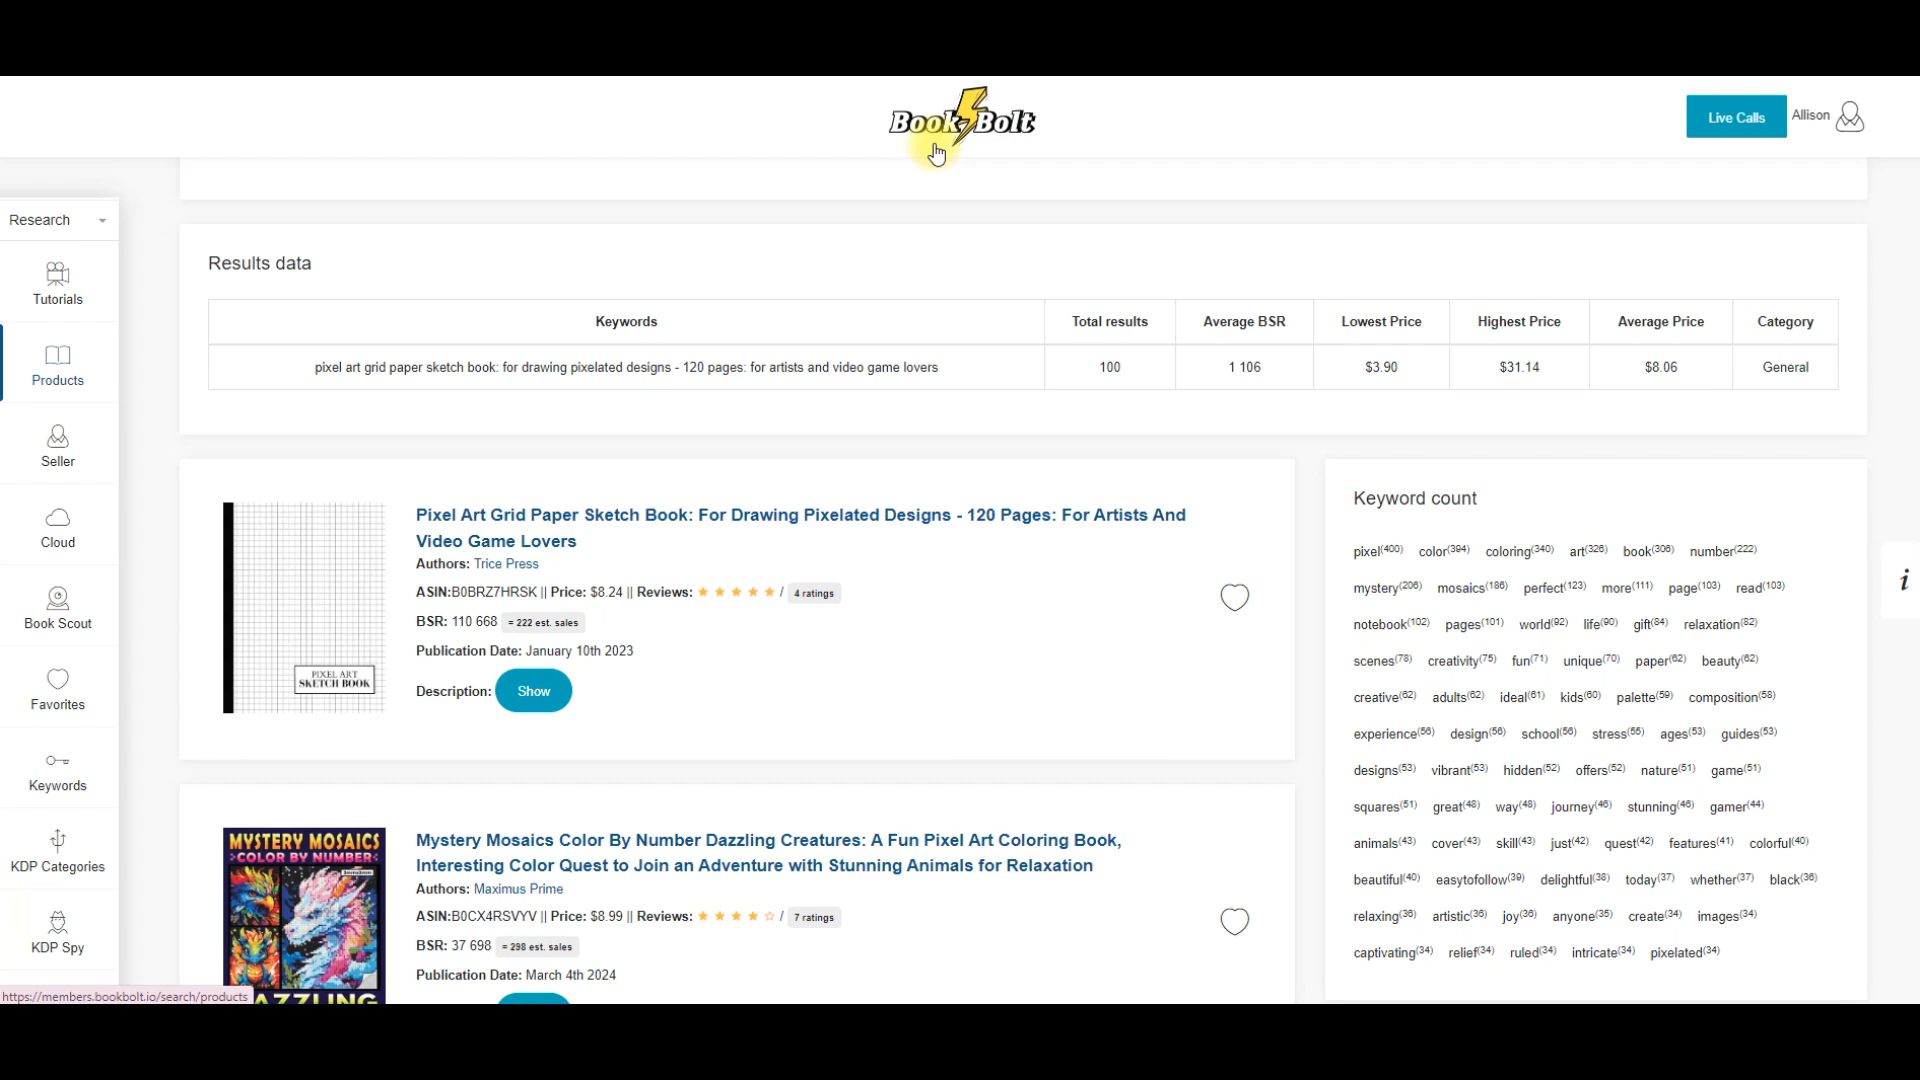 Book Bolt
Live Calls
Allison
Research
Tutorials
Products
Seller
Cloud
Book Scout
Favorites
Keywords
KDP Categories
KDP Spy
https://members.bookbolt.io/search/products
Results data
Keywords Total results Average BSR Lowest Price Highest Price Average Price Category
pixel art grid paper sketch book: for drawing pixelated designs - 120 pages: for artists and video game lovers 100 1 106 $3.90 $31.14 $8.06 General
PIXEL ART
SKETCH BOOK
Pixel Art Grid Paper Sketch Book: For Drawing Pixelated Designs - 120 Pages: For Artists And
Video Game Lovers
Authors: Trice Press
ASIN:B0BRZ7HRSK || Price: $8.24 || Reviews: ★ ★ ★ ★ ★ / 4 ratings
BSR: 110 668 = 222 est. sales
Publication Date: January 10th 2023
Description: Show
MYSTERY MOSAICS
COLOR BY NUMBER
DAZZLING
Mystery Mosaics Color By Number Dazzling Creatures: A Fun Pixel Art Coloring Book,
Interesting Color Quest to Join an Adventure with Stunning Animals for Relaxation
Authors: Maximus Prime
ASIN:B0CX4RSVYV || Price: $8.99 || Reviews: ★ ★ ★ ★ ☆ / 7 ratings
BSR: 37 698 = 298 est. sales
Publication Date: March 4th 2024
Keyword count
pixel(400) color(394) coloring(340) art(326) book(306) number(222)
mystery(206) mosaics(186) perfect(123) more(111) page(103) read(103)
notebook(102) pages(101) world(92) life(90) gift(84) relaxation(82)
scenes(78) creativity(75) fun(71) unique(70) paper(62) beauty(62)
creative(62) adults(62) ideal(61) kids(60) palette(59) composition(58)
experience(56) design(56) school(56) stress(55) ages(53) guides(53)
designs(53) vibrant(53) hidden(52) offers(52) nature(51) game(51)
squares(51) great(48) way(48) journey(46) stunning(46) gamer(44)
animals(43) cover(43) skill(43) just(42) quest(42) features(41) colorful(40)
beautiful(40) easytofollow(39) delightful(38) today(37) whether(37) black(36)
relaxing(36) artistic(36) joy(36) anyone(35) create(34) images(34)
captivating(34) relief(34) ruled(34) intricate(34) pixelated(34)
i